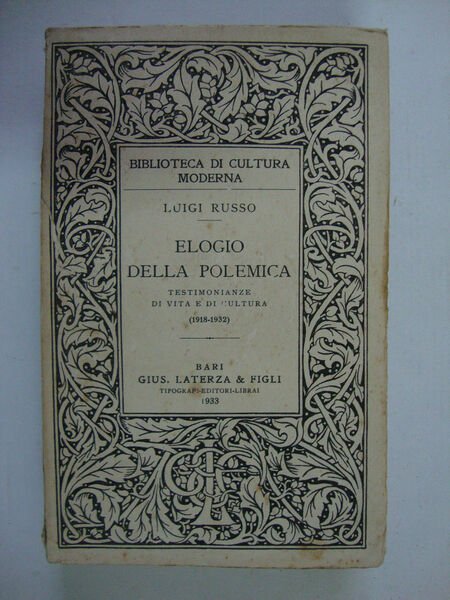 BIBLIOTECA DI CULTURA
MODERNA
LUIGI RUSSO
ELOGIO
DELLA POLEMICA
TESTIMONIANZE
DI VITA E DI CULTURA
(1918-1932)
BARI
GIUS. LATERZA & FIGLI
TIPOGRAFI-EDITORI-LIBRAI
1933